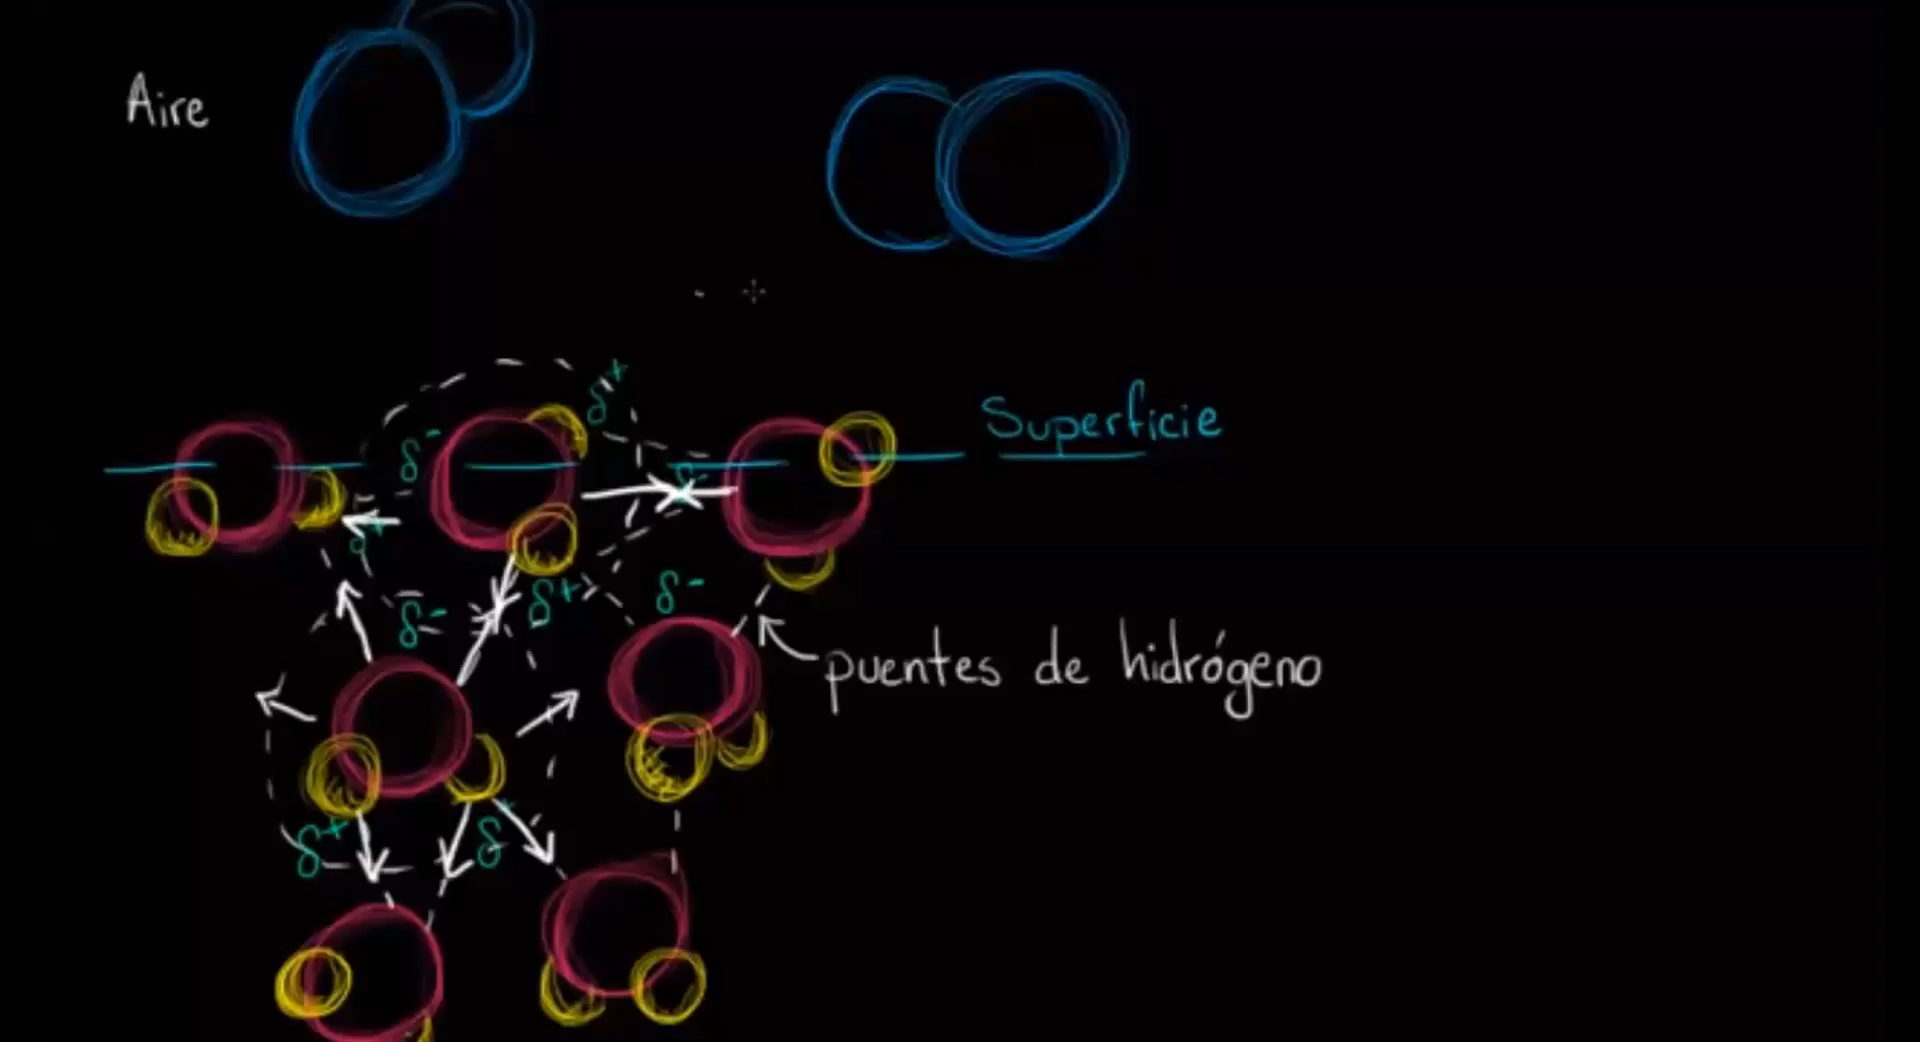 Aire
δ+
Superficie
δ-
δ-
δ+
δ-
δ+
δ-
puentes de hidrógeno
δ+
δ